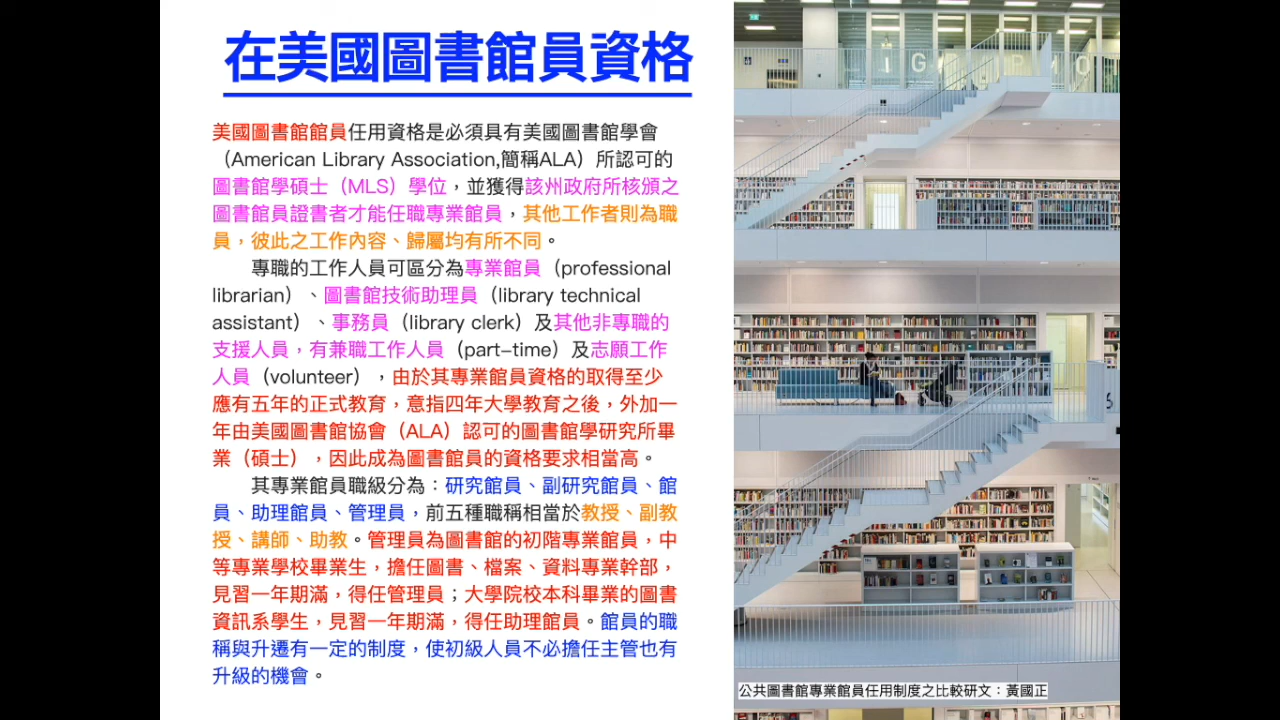 在美國圖書館員資格
美國圖書館館員任用資格是必須具有美國圖書館學會
（American Library Association,簡稱ALA）所認可的
圖書館學碩士（MLS）學位，並獲得該州政府所核頒之
圖書館員證書者才能任職專業館員，其他工作者則為職
員，彼此之工作內容、歸屬均有所不同。
專職的工作人員可區分為專業館員（professional
librarian）、圖書館技術助理員（library technical
assistant）、事務員（library clerk）及其他非專職的
支援人員，有兼職工作人員（part–time）及志願工作
人員（volunteer），由於其專業館員資格的取得至少
應有五年的正式教育，意指四年大學教育之後，外加一
年由美國圖書館協會（ALA）認可的圖書館學研究所畢
業（碩士），因此成為圖書館員的資格要求相當高。
其專業館員職級分為：研究館員、副研究館員、館
員、助理館員、管理員，前五種職稱相當於教授、副教
授、講師、助教。管理員為圖書館的初階專業館員，中
等專業學校畢業生，擔任圖書、檔案、資料專業幹部，
見習一年期滿，得任管理員；大學院校本科畢業的圖書
資訊系學生，見習一年期滿，得任助理館員。館員的職
稱與升遷有一定的制度，使初級人員不必擔任主管也有
升級的機會。
公共圖書館專業館員任用制度之比較研文：黃國正